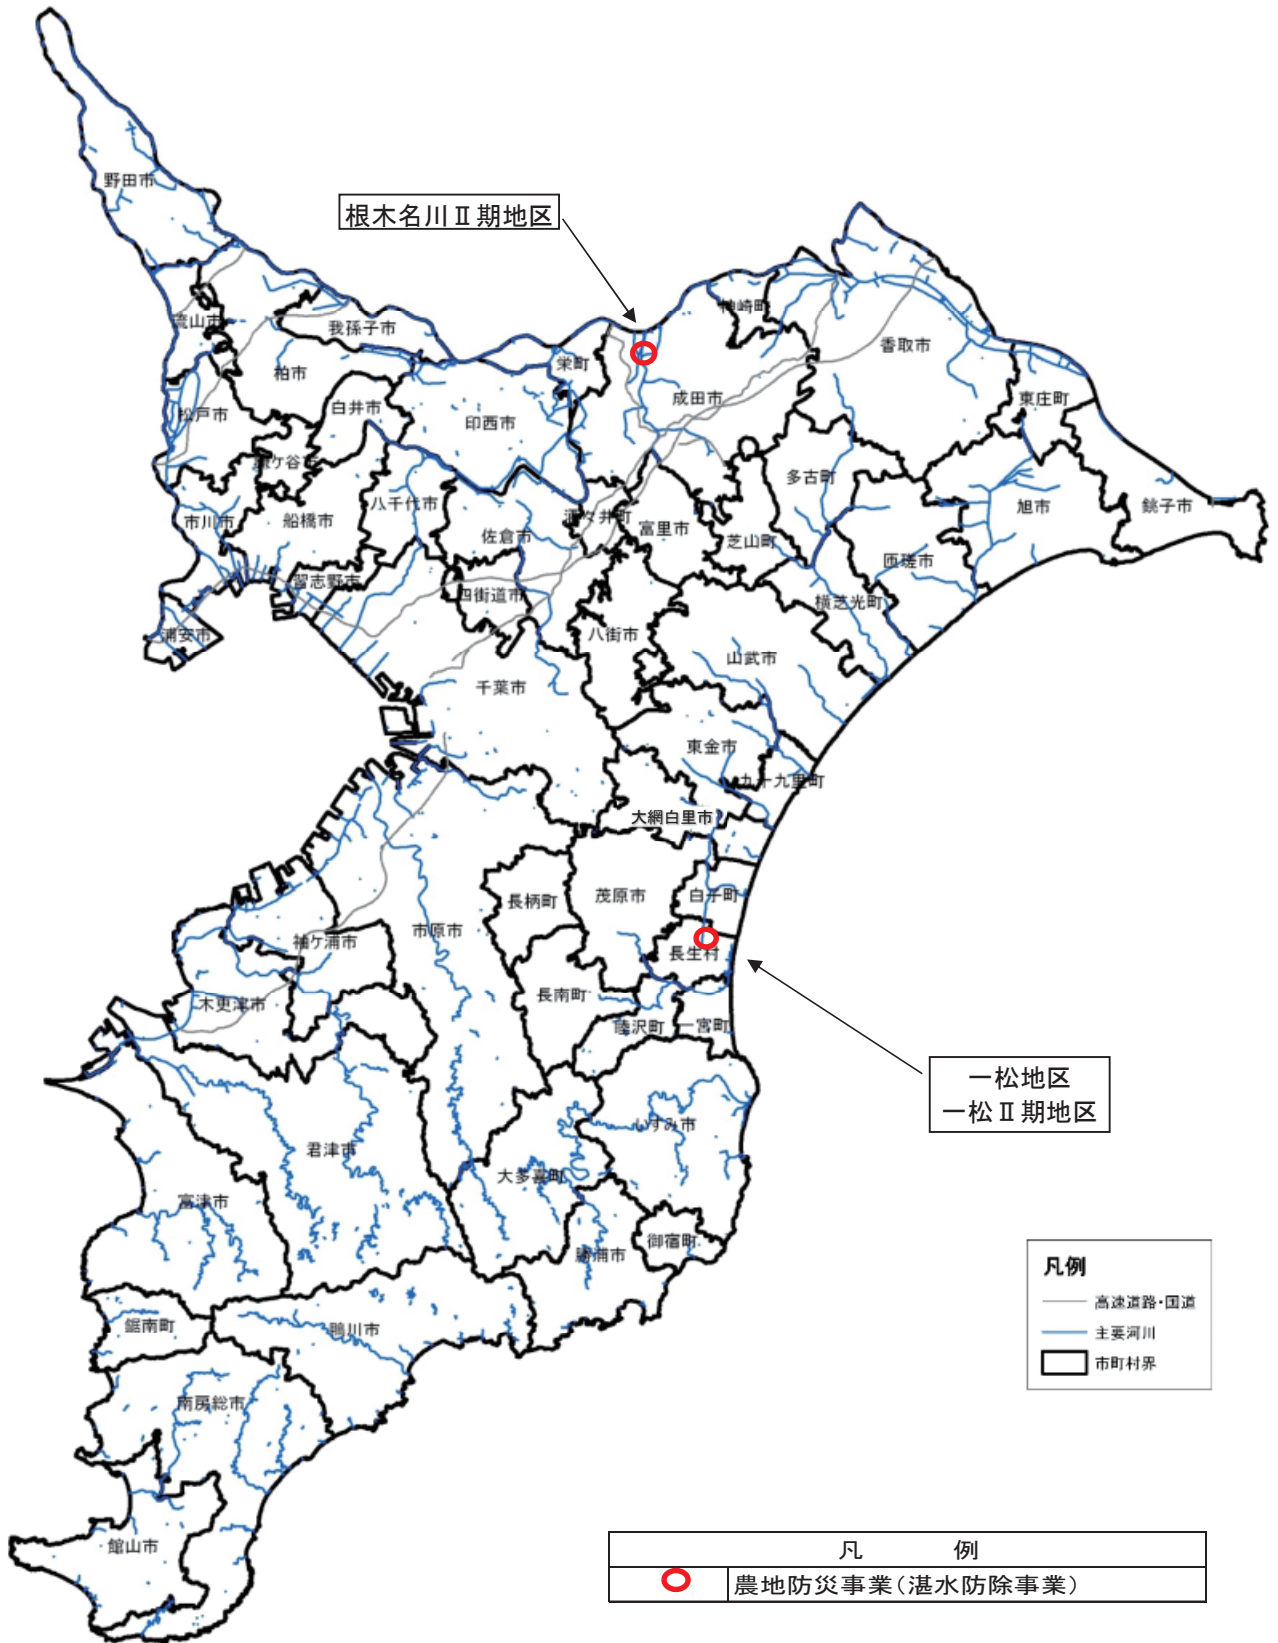 野田市
根木名川Ⅱ期地区
流山市
我孫子市
神崎町
香取市
柏市
栄町
成田市
東庄町
松戸市
白井市
印西市
鎌ケ谷市
多古町
旭市
銚子市
市川市
船橋市
八千代市
佐倉市
酒々井町
富里市
芝山町
匝瑳市
習志野市
四街道市
横芝光町
浦安市
八街市
山武市
千葉市
東金市
九十九里町
大網白里市
長柄町
茂原市
白子町
市原市
袖ケ浦市
長生村
木更津市
長南町
睦沢町
一宮町
一松地区
一松Ⅱ期地区
いすみ市
君津市
大多喜町
富津市
勝浦市
御宿町
鋸南町
鴨川市
南房総市
館山市
凡例
高速道路・国道
主要河川
市町村界
凡 例
農地防災事業(湛水防除事業)